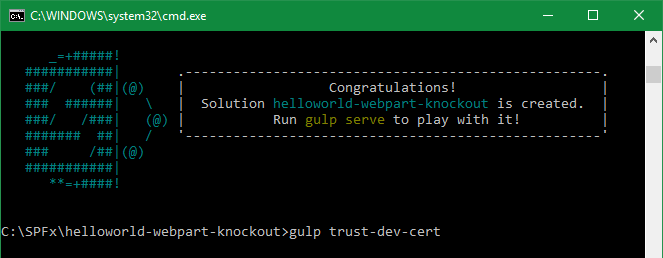 C:\WINDOWS\system32\cmd.exe
_=+#####!
###########|
###/    (##|(@)
###  ######|   \
###/   /###|   (@)
#######  ##|   /
###     /##|(@)
###########|
**=+####!
.----------------------------------------------------.
Congratulations!
Solution helloworld-webpart-knockout is created.
Run gulp serve to play with it!
'----------------------------------------------------'
C:\SPFx\helloworld-webpart-knockout>gulp trust-dev-cert